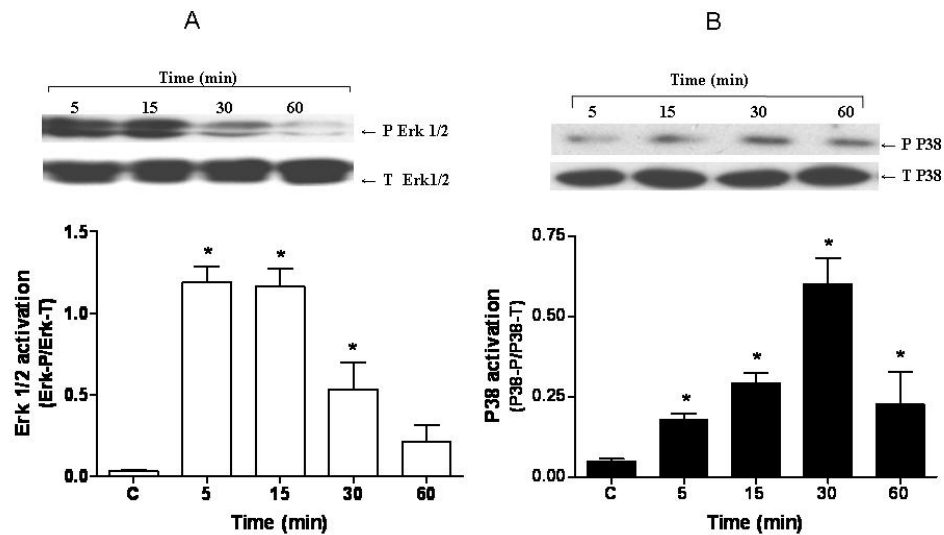 A
Time (min)
5 15 30 60
← P Erk 1/2
← T Erk1/2
1.5
1.0
0.5
0.0
Erk 1/2 activation
(Erk-P/Erk-T)
* * *
C 5 15 30 60
Time (min)
B
Time (min)
5 15 30 60
← P P38
← T P38
0.75
0.50
0.25
0.00
P38 activation
(P38-P/P38-T)
* * * *
C 5 15 30 60
Time (min)